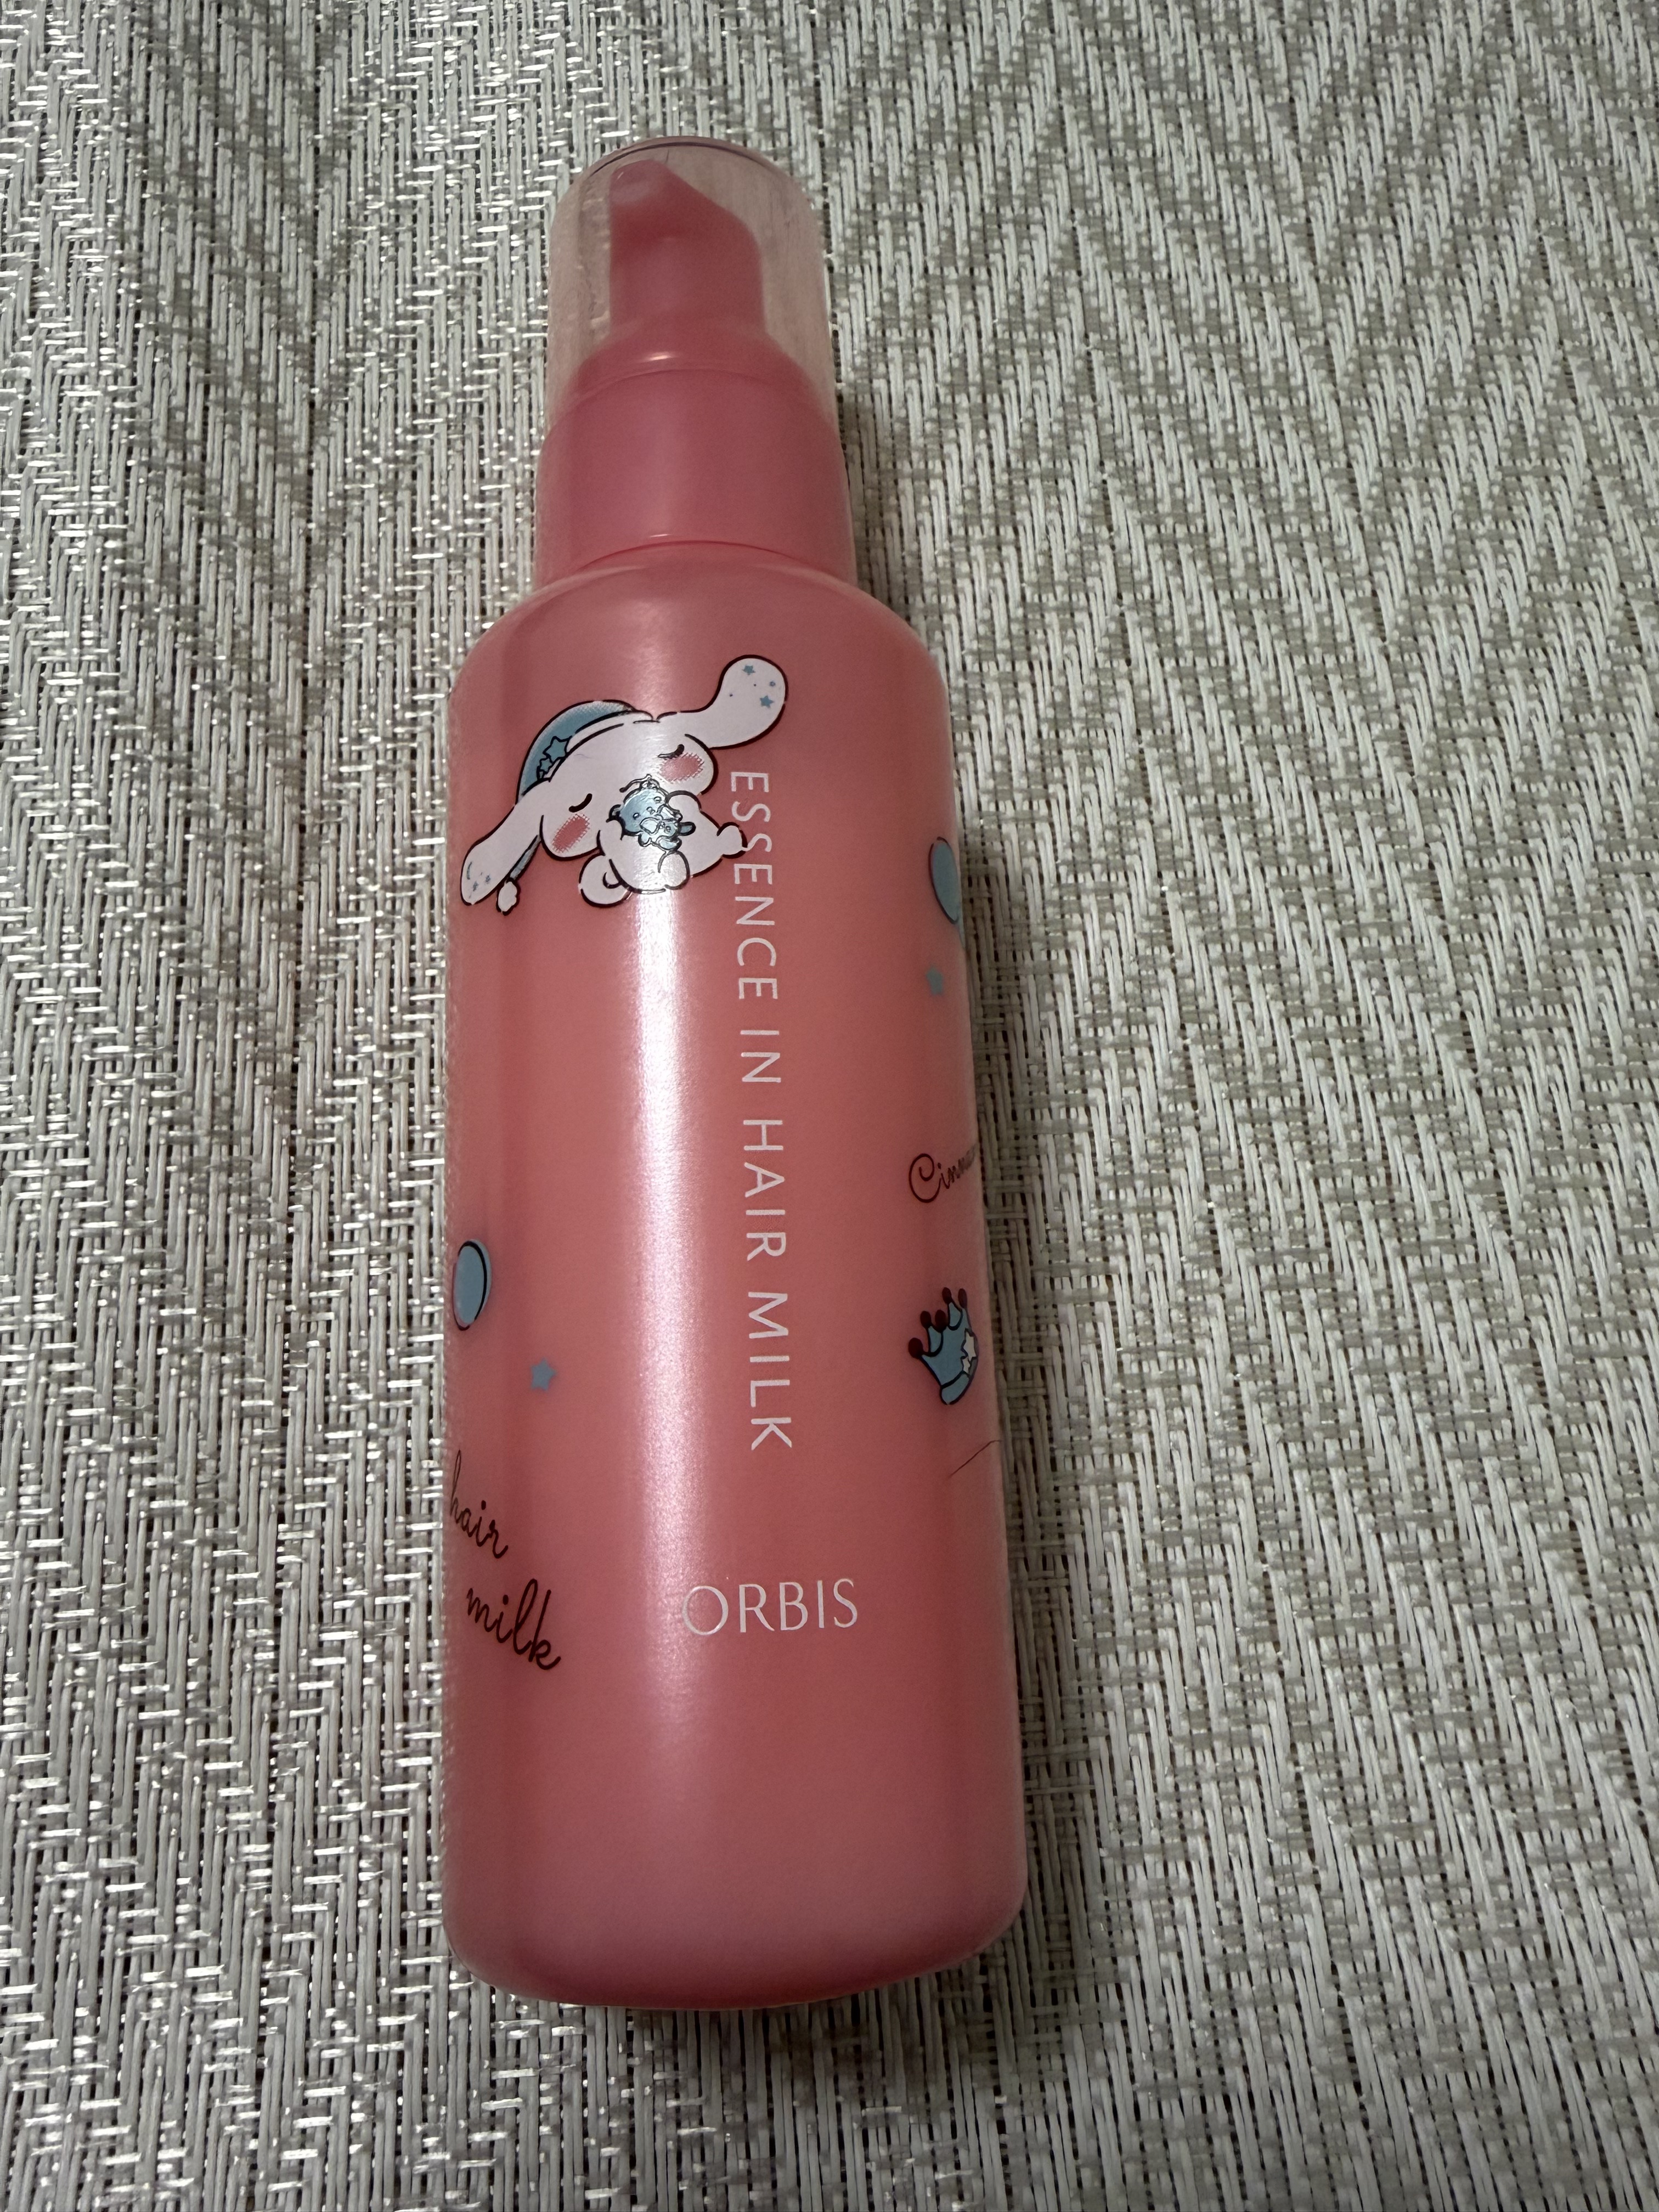 ESSENCE IN HAIR MILK
hair
milk
ORBIS